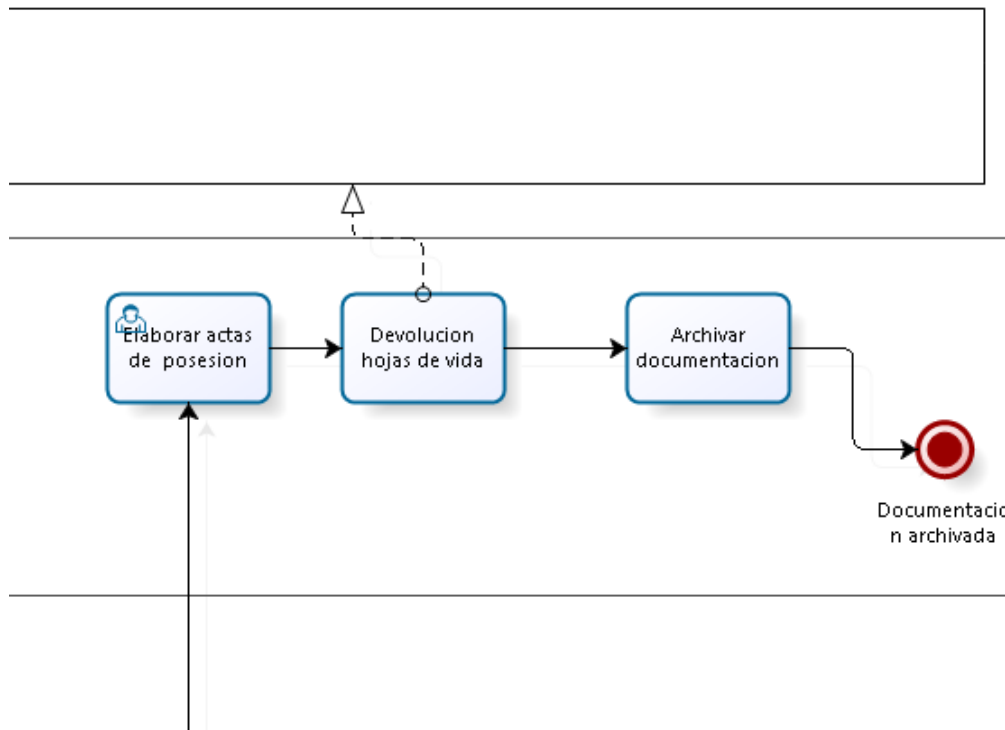 Elaborar actas
de posesion
Devolucion
hojas de vida
Archivar
documentacion
Documentacio
n archivada